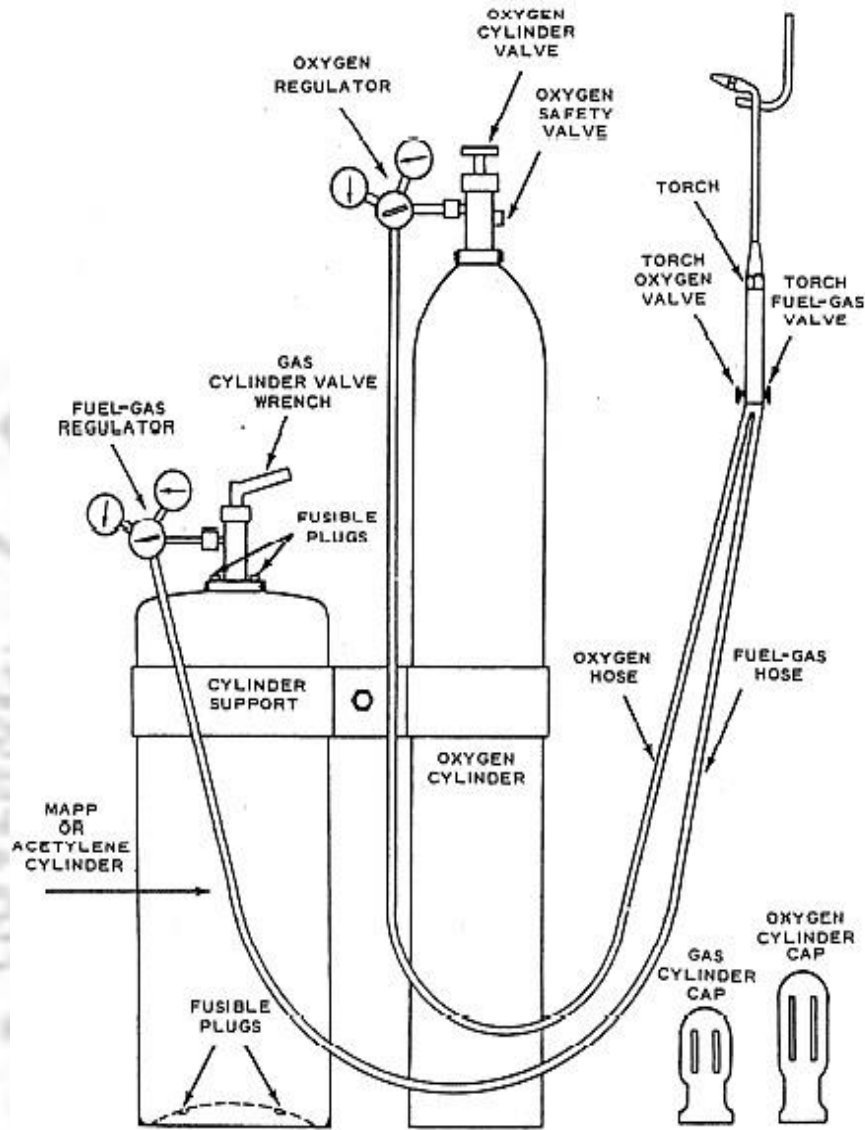 OXYGEN
CYLINDER
VALVE
OXYGEN
REGULATOR
OXYGEN
SAFETY
VALVE
TORCH
TORCH
OXYGEN
VALVE
TORCH
FUEL-GAS
VALVE
GAS
CYLINDER VALVE
WRENCH
FUEL-GAS
REGULATOR
FUSIBLE
PLUGS
OXYGEN
HOSE
FUEL-GAS
HOSE
CYLINDER
SUPPORT
OXYGEN
CYLINDER
MAPP
OR
ACETYLENE
CYLINDER
FUSIBLE
PLUGS
GAS
CYLINDER
CAP
OXYGEN
CYLINDER
CAP